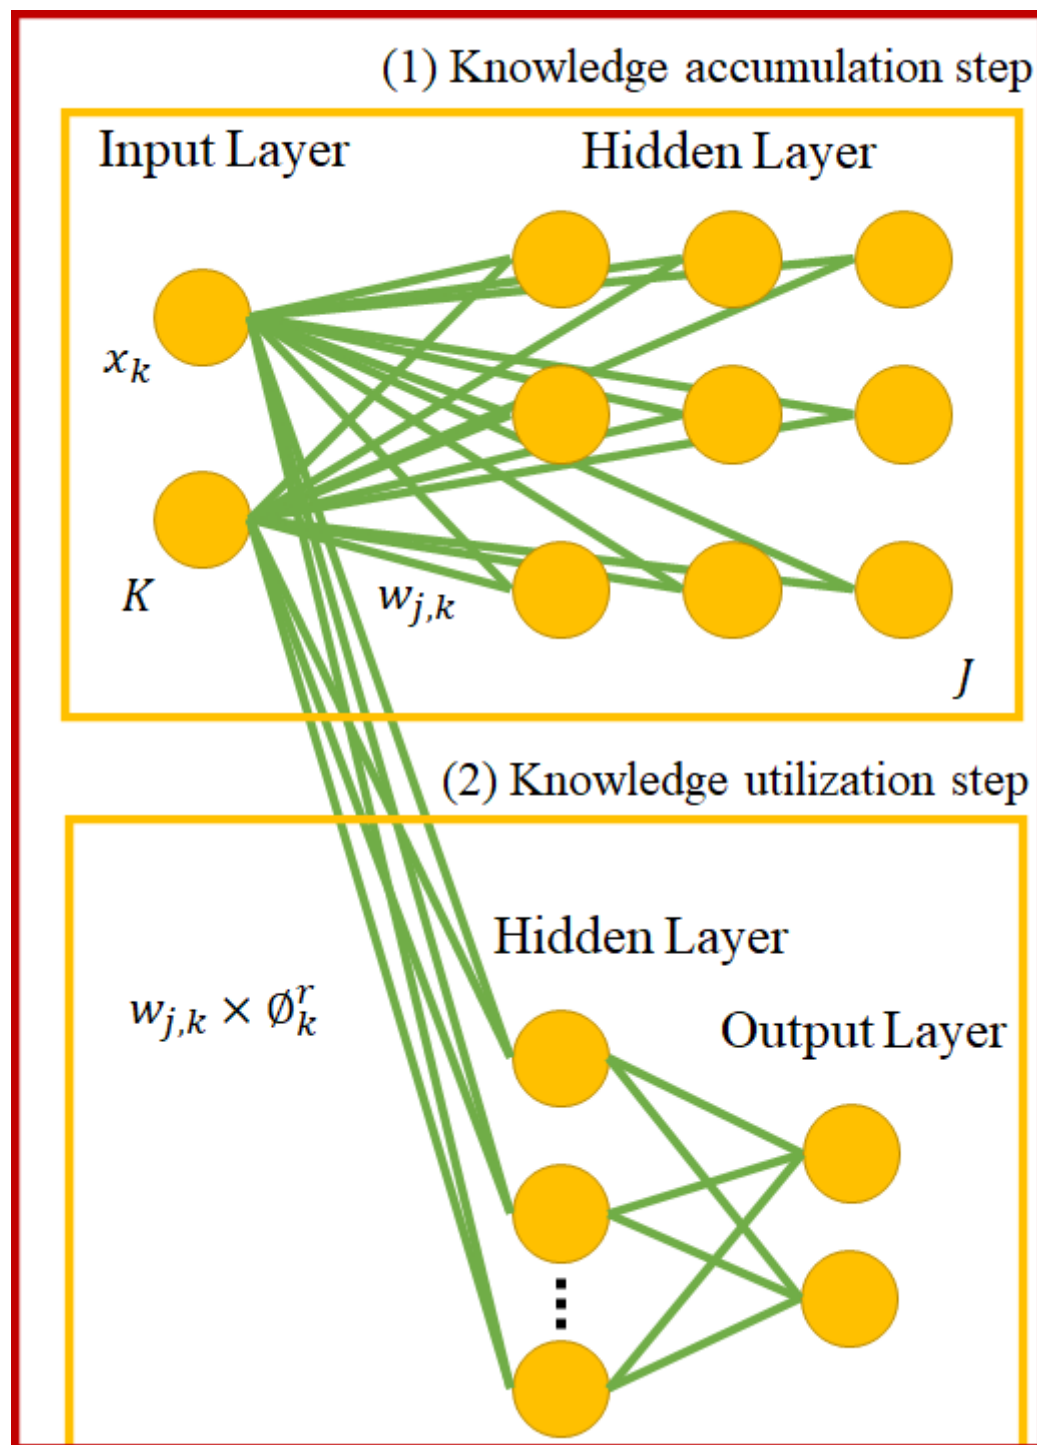 (1) Knowledge accumulation step
Input Layer
Hidden Layer
x_k
K
w_{j,k}
J
(2) Knowledge utilization step
Hidden Layer
w_{j,k} × ∅_k^r
Output Layer